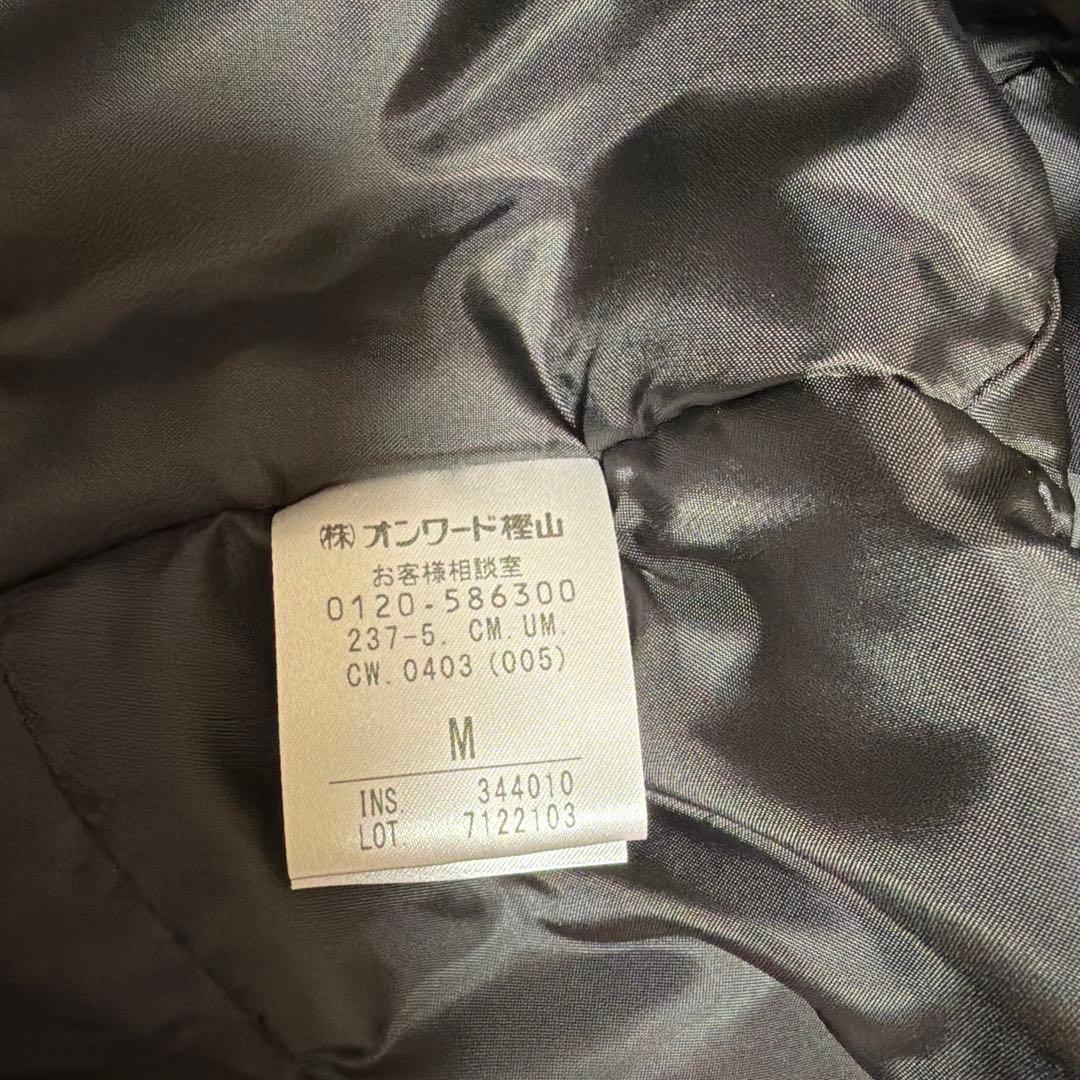 (株)オンワード樫山
お客様相談室
0120-586300
237-5. CM. UM.
CW. 0403 (005)
M
INS 344010
LOT 7122103